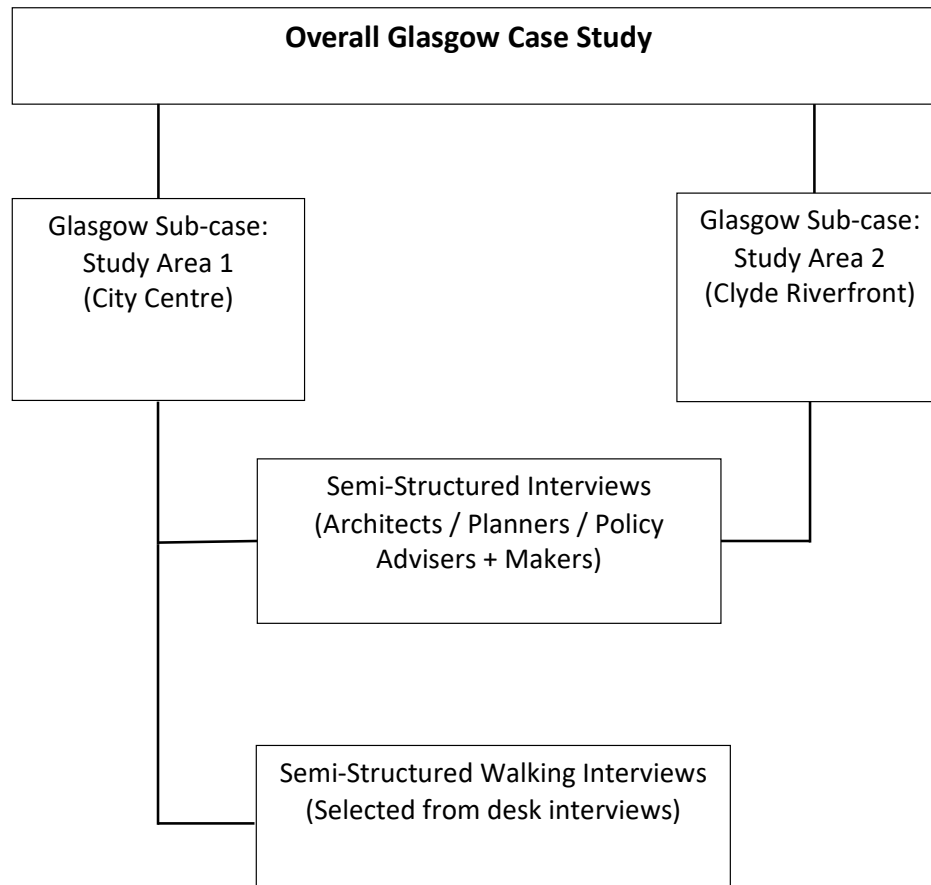 Overall Glasgow Case Study
Glasgow Sub-case:
Study Area 1
(City Centre)
Glasgow Sub-case:
Study Area 2
(Clyde Riverfront)
Semi-Structured Interviews
(Architects / Planners / Policy
Advisers + Makers)
Semi-Structured Walking Interviews
(Selected from desk interviews)